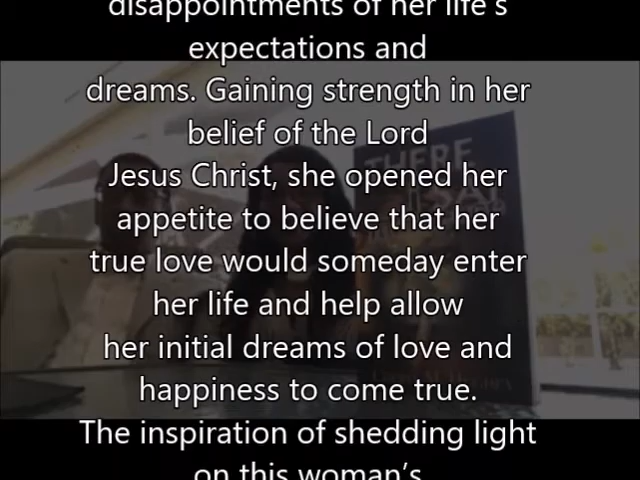 disappointments of her life's
expectations and
dreams. Gaining strength in her
belief of the Lord
Jesus Christ, she opened her
appetite to believe that her
true love would someday enter
her life and help allow
her initial dreams of love and
happiness to come true.
The inspiration of shedding light
on this woman's
THERE